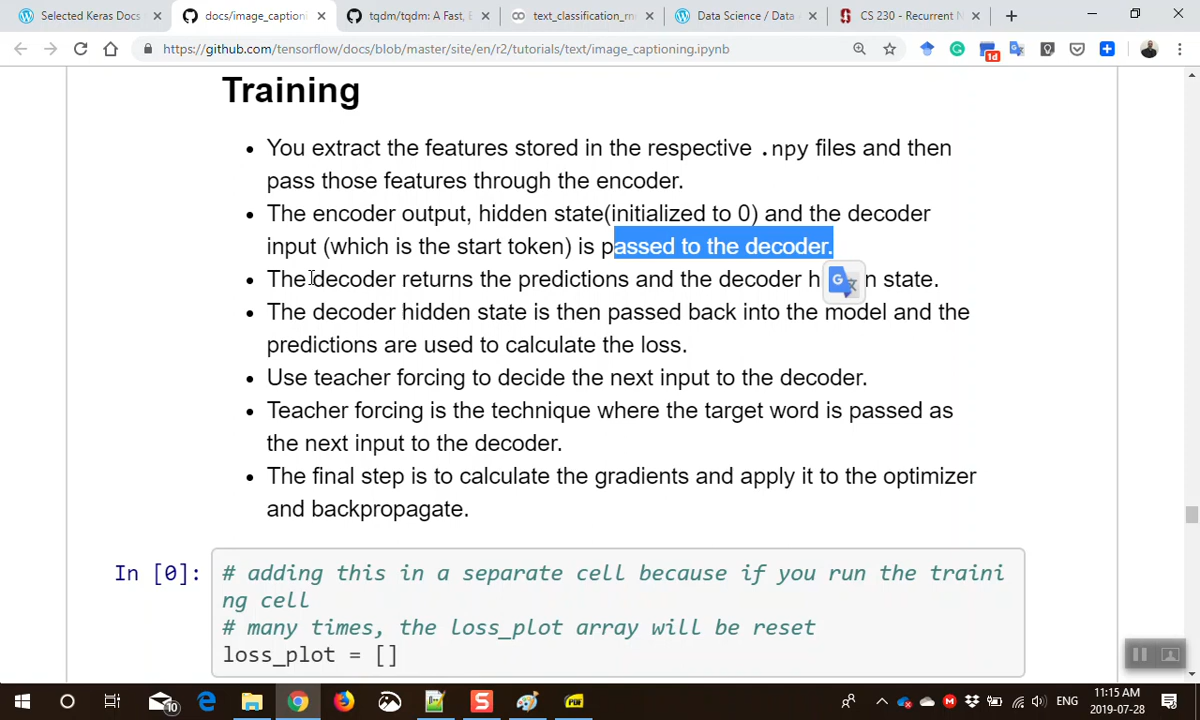 Selected Keras Docs
docs/image_captioni
tqdm/tqdm: A Fast, E
text_classification_rn
Data Science / Data
CS 230 - Recurrent N
https://github.com/tensorflow/docs/blob/master/site/en/r2/tutorials/text/image_captioning.ipynb
1d
Training
You extract the features stored in the respective .npy files and then
pass those features through the encoder.
The encoder output, hidden state(initialized to 0) and the decoder
input (which is the start token) is passed to the decoder.
The decoder returns the predictions and the decoder h n state.
The decoder hidden state is then passed back into the model and the
predictions are used to calculate the loss.
Use teacher forcing to decide the next input to the decoder.
Teacher forcing is the technique where the target word is passed as
the next input to the decoder.
The final step is to calculate the gradients and apply it to the optimizer
and backpropagate.
In [0]:
# adding this in a separate cell because if you run the traini
ng cell
# many times, the loss_plot array will be reset
loss_plot = []
10
ENG
11:15 AM
2019-07-28